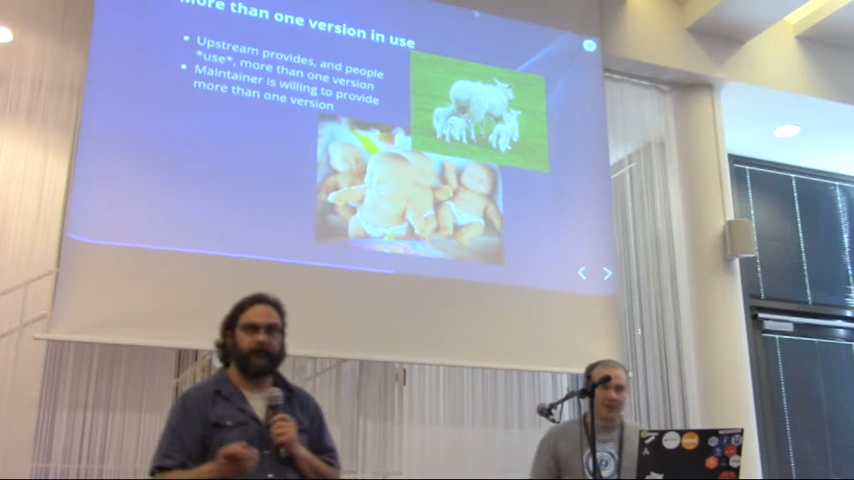 More than one version in use
• Upstream provides, and people
*use*, more than one version
• Maintainer is willing to provide
more than one version